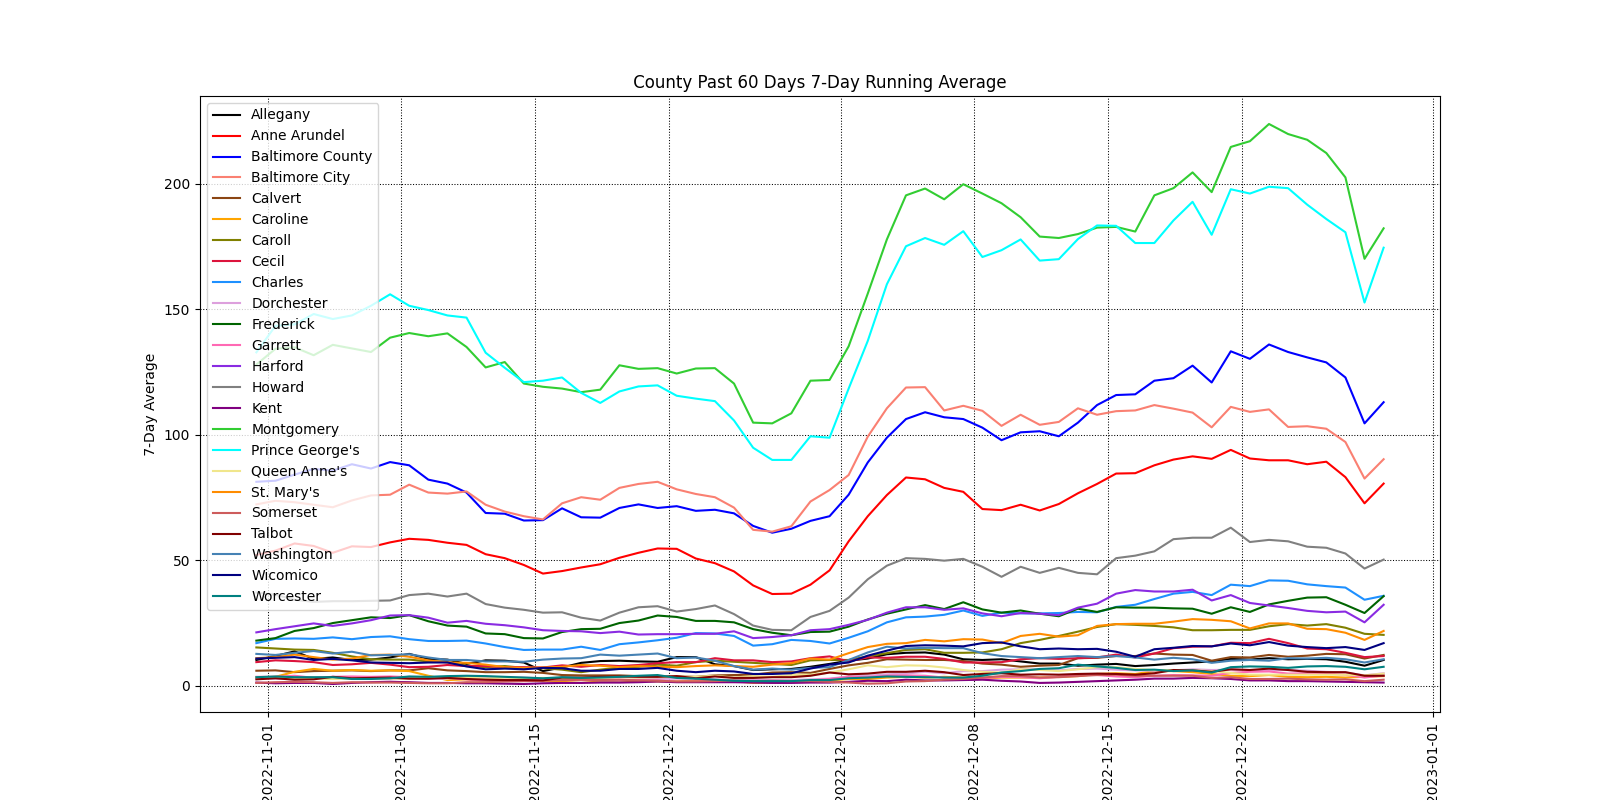 County Past 60 Days 7-Day Running Average
Allegany
Anne Arundel
Baltimore County
Baltimore City
Calvert
Caroline
Caroll
Cecil
Charles
Dorchester
Frederick
Garrett
Harford
Howard
Kent
Montgomery
Prince George's
Queen Anne's
St. Mary's
Somerset
Talbot
Washington
Wicomico
Worcester
7-Day Average
200
150
100
50
0
2022-11-01
2022-11-08
2022-11-15
2022-11-22
2022-12-01
2022-12-08
2022-12-15
2022-12-22
2023-01-01